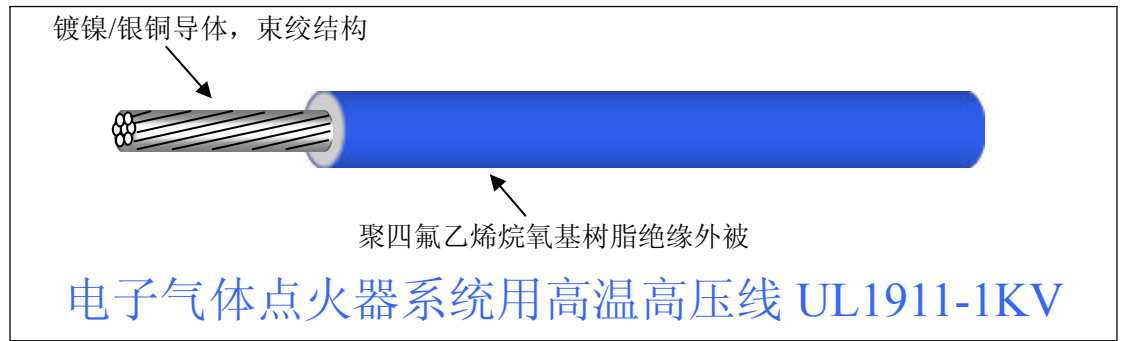 镀镍/银铜导体，束绞结构
聚四氟乙烯烷氧基树脂绝缘外被
电子气体点火器系统用高温高压线 UL1911-1KV